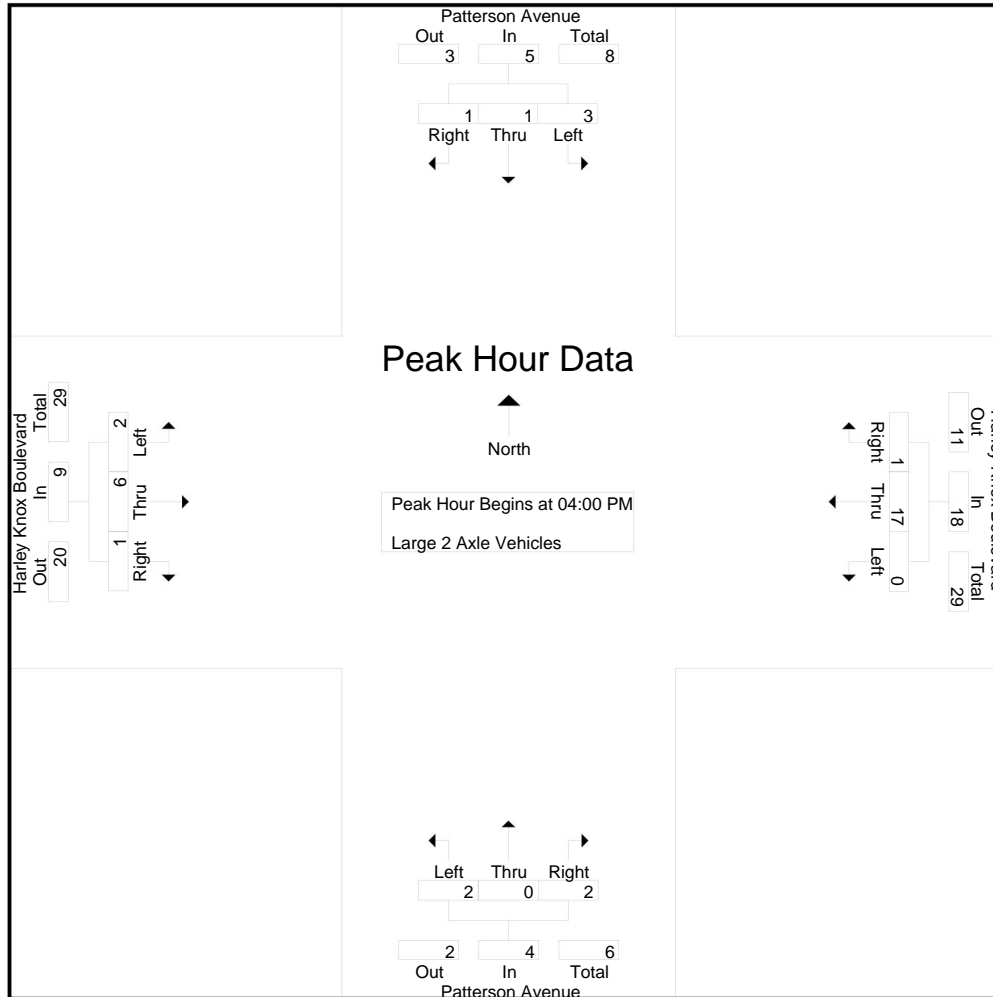 Patterson Avenue
Out In Total
3 5 8
1 1 3
Right Thru Left
Peak Hour Data
North
Peak Hour Begins at 04:00 PM
Large 2 Axle Vehicles
Harley Knox Boulevard
Out In Total
20 9 29
Left Thru Right
2 6 1
Out In Total
11 18 29
Right Thru Left
1 17 0
Left Thru Right
2 0 2
2 4 6
Out In Total
Patterson Avenue